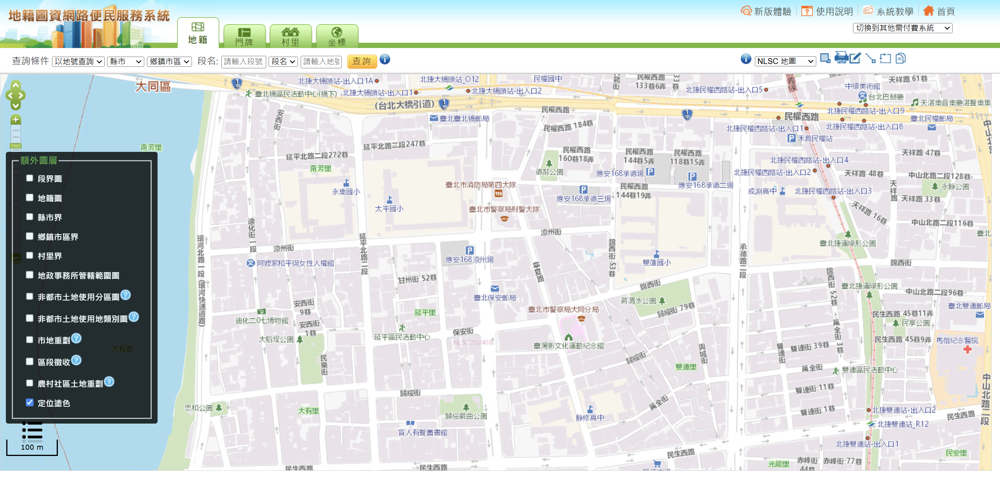 地籍圖資網路便民服務系統
新版體驗
使用說明
系統教學
首頁
切換到其他需付費系統
地籍
門牌
村里
坐標
查詢條件
以地號查詢
縣市
鄉鎮市區
段名:
請輸入段號
段名
請輸入地號
查詢
NLSC 地圖
PDF
大同區
北捷大橋頭站-出入口1A
北捷大橋頭站_O12
民權國中
民權西路
133巷6弄
33
巷
龍街
義線
中環美術館
天祥路 61巷
臺北橋區民活動中心(橋下)
北捷大橋頭站-出入口1
北捷大橋頭站-出入口2
北捷民權西路站-出入口5
台北巴赫廳
天湛樂音樂廳湛聲樂集
(台北大橋引道)
1甲
民權西路
安西街
臺北臺北橋郵局
民權西路
北捷民權西路站-出入口9
臺北民權郵局
民權西路 184巷
北捷民權西路站-出入口1
北捷民權西路站-出入口8
中山北
禾典民權站
南芳里
延平北路二段247巷
延平北路二段272巷
民權西路
160巷18弄
民權西路
144巷5弄
民權西路
118巷15弄
天祥路 47巷
北捷民權西路站-出入口4
額外圖層
段界圖
地籍圖
縣市界
鄉鎮市區界
村里界
地政事務所管轄範圍圖
非都市土地使用分區圖
非都市土地使用地類別圖
市地重劃
區段徵收
農村社區土地重劃
定位塗色
大有里
100 m
南芳里
德鄰公園
應安168承德場
北捷民權西路站-出入口2
天祥路 48巷
中山北路二段128巷
臺北市消防局第四大隊
119
應安168承德二場
永靜公園
永樂國小
應安168承德三場
民權西路
144巷19弄
成淵高中
北捷民權西路站-出入口3
天祥路
天祥路 33巷
太平國小
臺北市警察局刑警大隊
天祥路 16巷
中山北路二段116巷
迪化街一段
涼州街
臺北
環河北路一段 (環河快速道路)
延平北路二段
涼州街
錦西街 53巷
承德路二段
臺北捷運線形公園
應安168涼州場
阿嬤家和平與女性人權館
雙蓮國小
錦西街
寧夏路
甘州街 52巷
錦西街
錦西街 52巷
臺北捷運線形公園
中山北路二段96巷
臺北保安郵局
蔣渭水公園
安西街
9巷
臺北市警察局大同分局
歸綏街 79巷
臺北雙連郵局
延平里
民生西路 45巷11弄
迪化二0七博物館
安西街
1巷
萬全街 3巷
民享公園
大稻埕公園
延平區民活動中心
保安街
NLSC 202408
臺灣新文化運動紀念館
民生西路 45巷9弄
馬偕紀念醫院
雙連街 39巷
雙連街
興城街
民樂街
歸綏街
雙連里
萬全街
雙連區民活動中心
中山北路二段
雙連街 11巷
歸綏街
忠和公園
大有里
歸綏戲曲公園
萬全街
靜修高中
雙連街 1巷
北捷雙連站-出入口2
民生西路
盲人有聲圖書館
北捷雙連站_R12
北捷雙連站-出入口1
民生西路
民安里
光能里
赤峰街
44巷
赤峰街 77巷
民生西路
民生西路